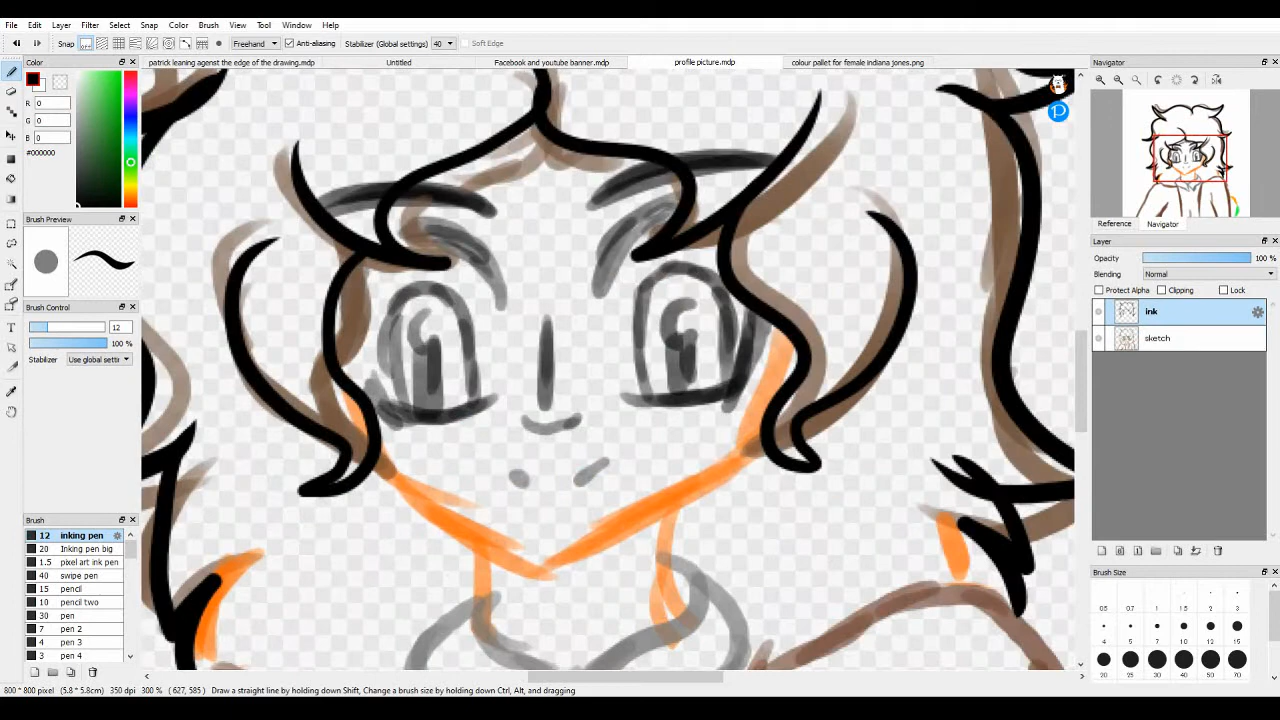 File Edit Layer Filter Select Snap Color Brush View Tool Window Help
Snap Freehand Anti-aliasing Stabilizer (Global settings) 40 Soft Edge
Color
patrick leaning agenst the edge of the drawing.mdp Untitled Facebook and youtube banner.mdp profile picture.mdp colour pallet for female indiana jones.png
Navigator
R 0
G 0
B 0
#000000
Brush Preview
Reference Navigator
Layer
Opacity 100 %
Blending Normal
Protect Alpha Clipping Lock
ink
sketch
Brush Control
12
100 %
Stabilizer Use global setti
Brush
12 inking pen
20 Inking pen big
1.5 pixel art ink pen
40 swipe pen
15 pencil
10 pencil two
30 pen
7 pen 2
4 pen 3
3 pen 4
Brush Size
0.5 0.7 1 1.5 2 3
4 5 7 10 12 15
20 25 30 40 50 70
800 * 800 pixel (5.8 * 5.8cm) 350 dpi 300 % ( 627, 585 ) Draw a straight line by holding down Shift, Change a brush size by holding down Ctrl, Alt, and dragging